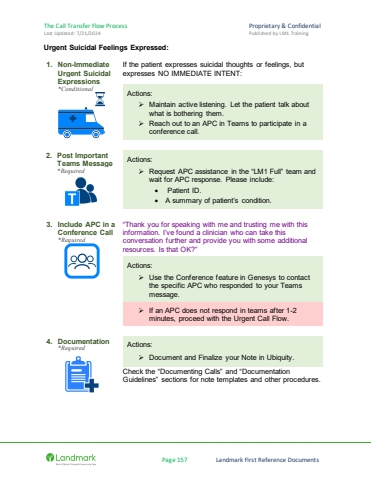 The Call Transfer Flow Process
Proprietary & Confidential
Last Updated: 7/21/2024
Published by LML Training
Urgent Suicidal Feelings Expressed:
1. Non-Immediate
Urgent Suicidal
Expressions
*Conditional
If the patient expresses suicidal thoughts or feelings, but
expresses NO IMMEDIATE INTENT:
Actions:
➢ Maintain active listening. Let the patient talk about
what is bothering them.
➢ Reach out to an APC in Teams to participate in a
conference call.
2. Post Important
Teams Message
*Required
T
Actions:
➢ Request APC assistance in the "LM1 Full" team and
wait for APC response. Please include:
• Patient ID.
• A summary of patient's condition.
3. Include APC in a
Conference Call
*Required
"Thank you for speaking with me and trusting me with this
information. I've found a clinician who can take this
conversation further and provide you with some additional
resources. Is that OK?"
Actions:
➢ Use the Conference feature in Genesys to contact
the specific APC who responded to your Teams
message.
➢ If an APC does not respond in teams after 1-2
minutes, proceed with the Urgent Call Flow.
4. Documentation
*Required
Actions:
➢ Document and Finalize your Note in Ubiquity.
Check the "Documenting Calls" and "Documentation
Guidelines" sections for note templates and other procedures.
Landmark
Page 157
Landmark First Reference Documents